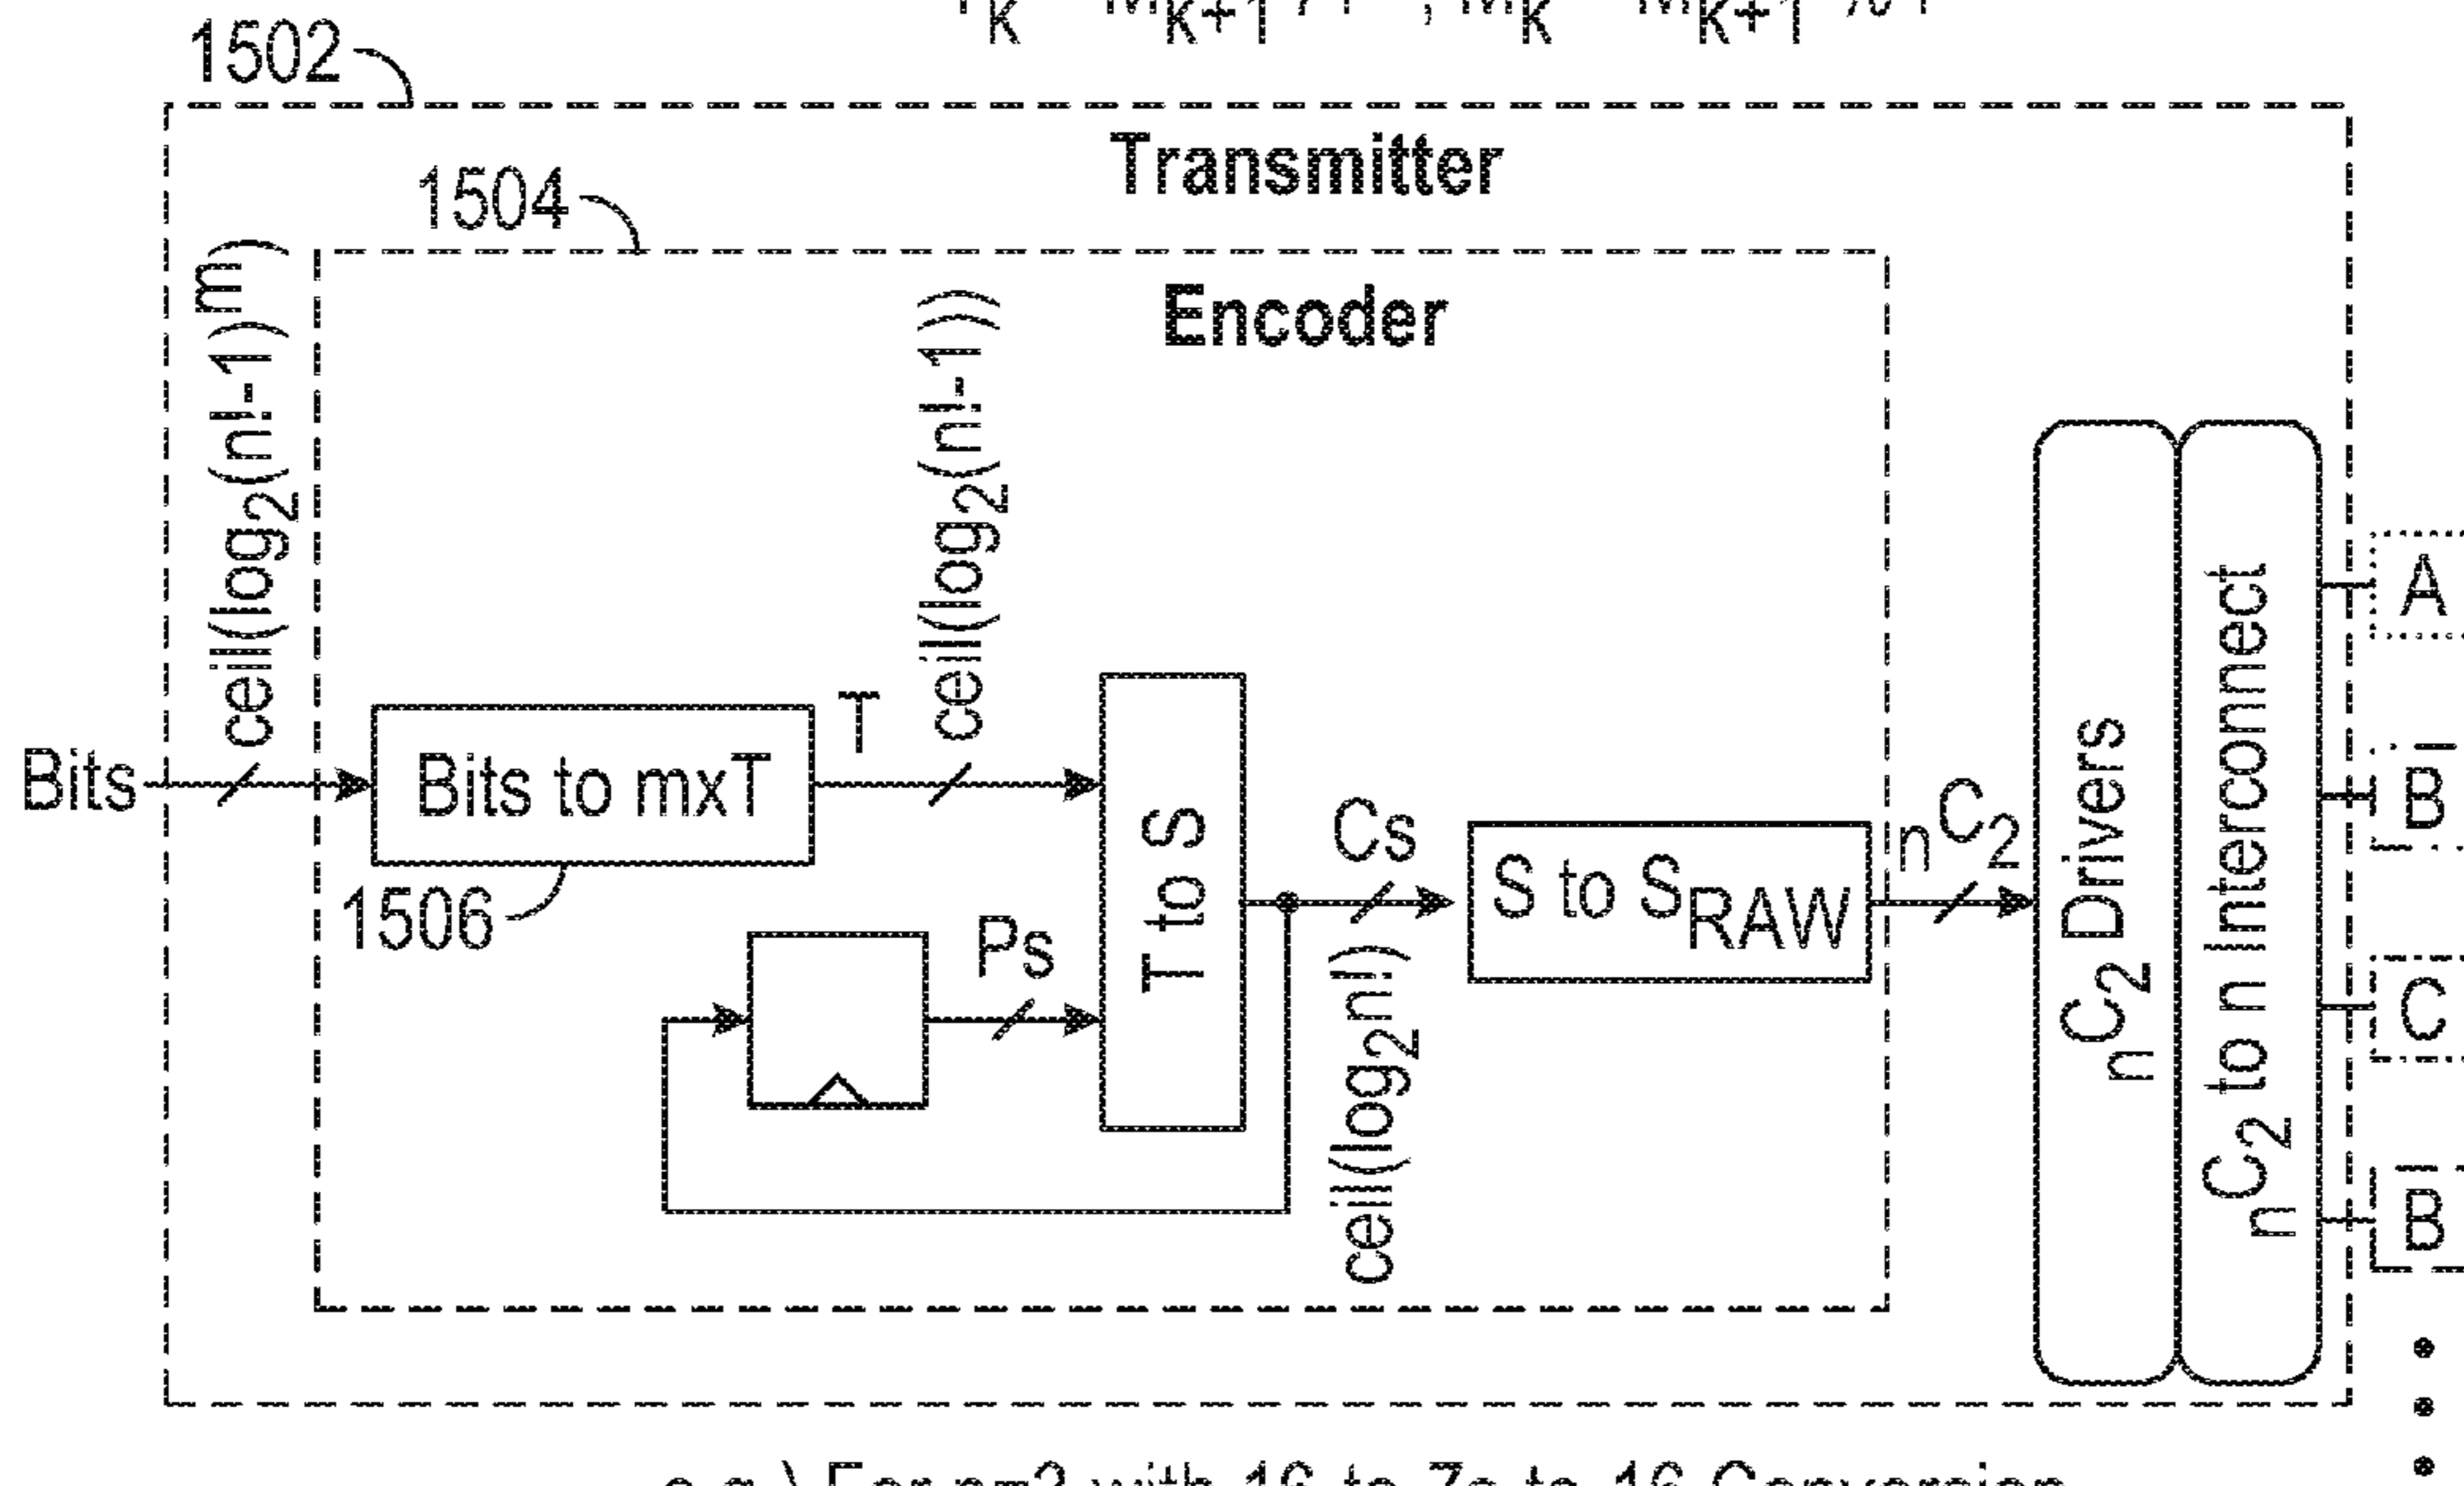 1502
Transmitter
1504
Encoder
ceil(log2(n!-1)^m)
ceil(log2(n!-1))
Bits
Bits to mxT
T
1506
Ps
T to S
Cs
ceil(log2n!)
S to SRAW
nC2
nC2 Drivers
nC2 to n Interconnect
A
B
C
B